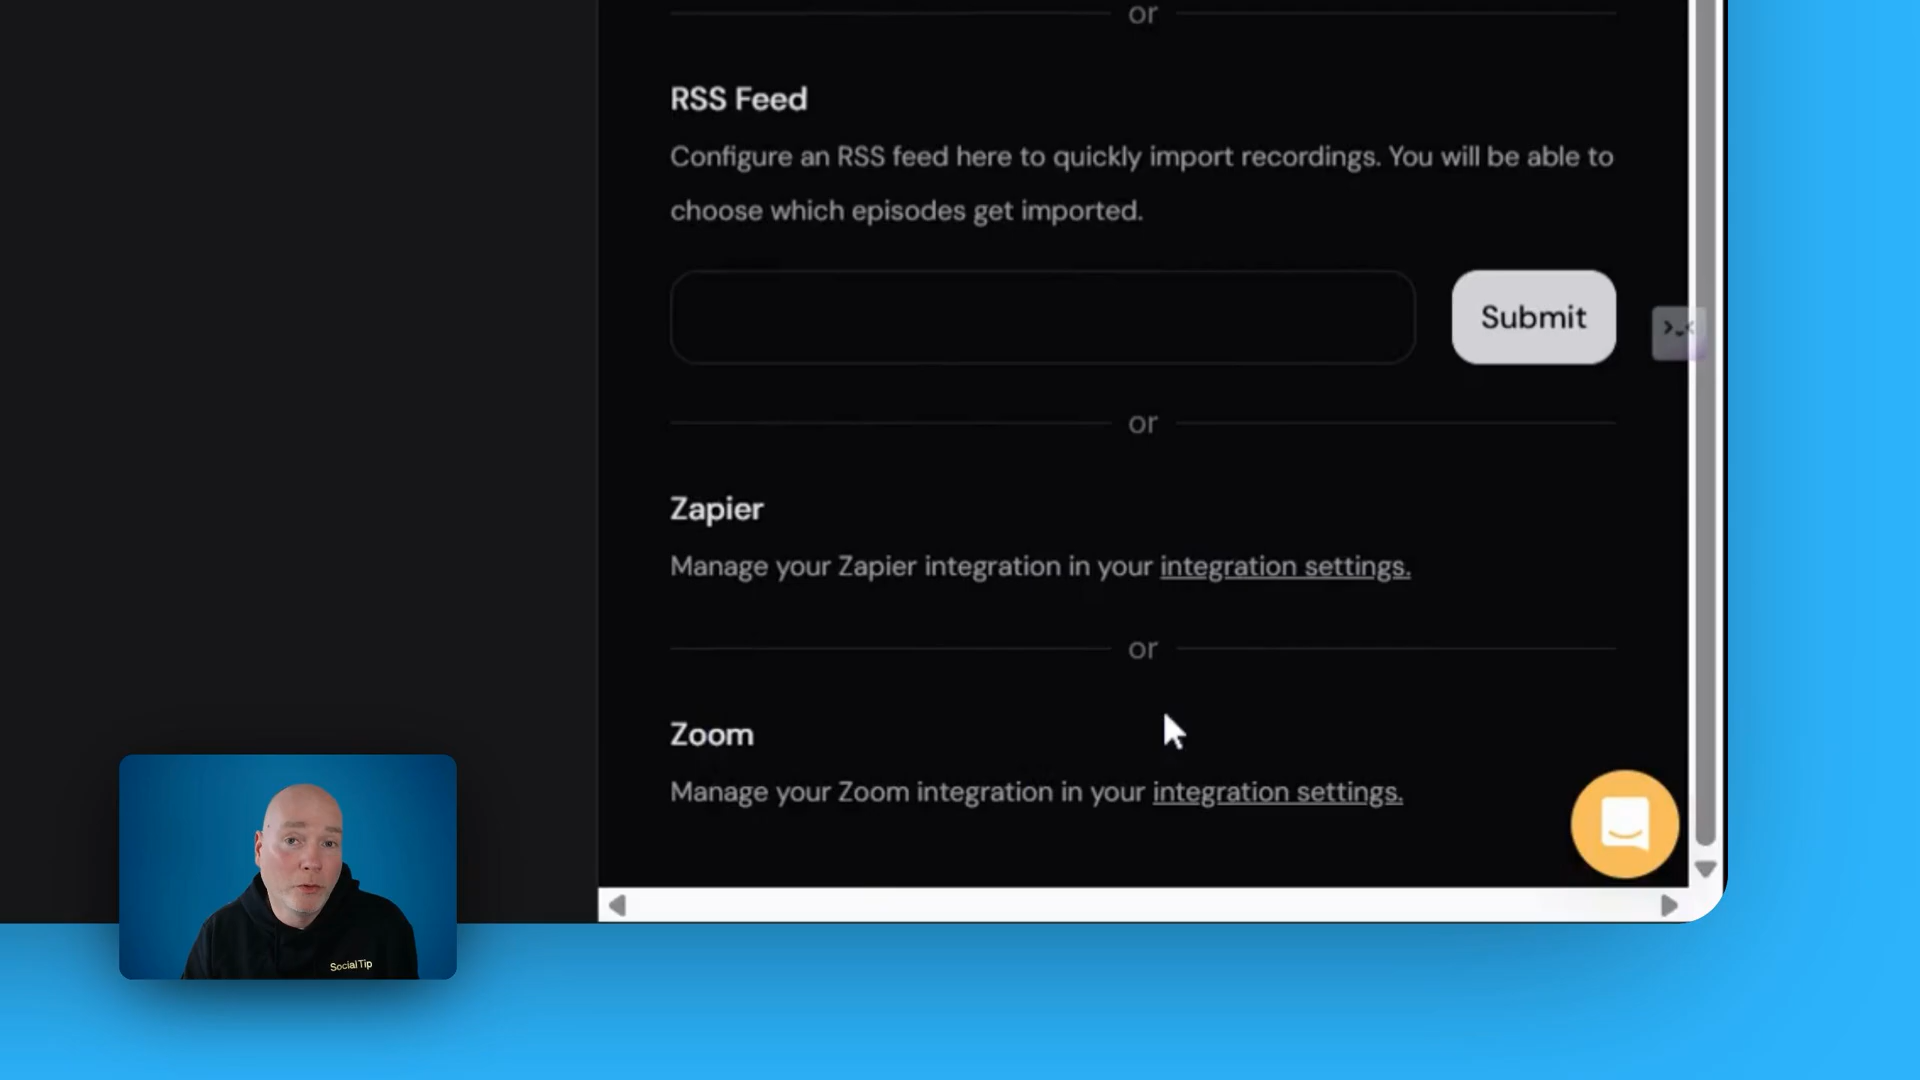 or
RSS Feed
Configure an RSS feed here to quickly import recordings. You will be able to
choose which episodes get imported.
Submit
or
Zapier
Manage your Zapier integration in your integration settings.
or
Zoom
Manage your Zoom integration in your integration settings.
SocialTip